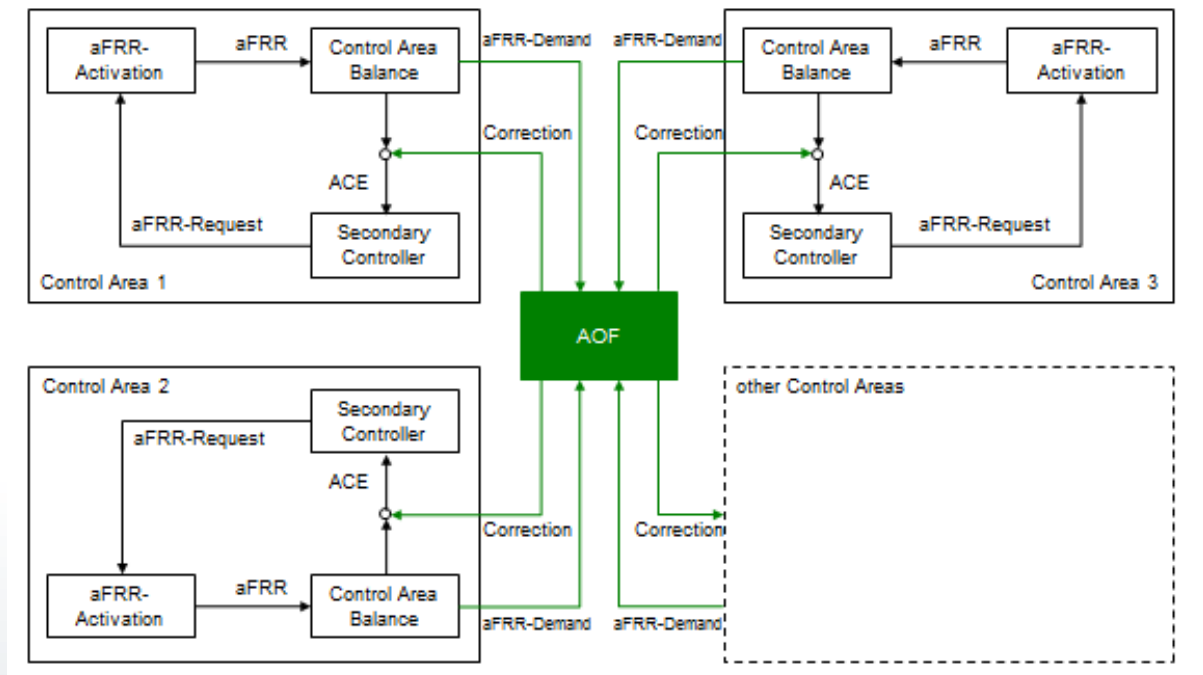 aFRR-
Activation
aFRR
Control Area
Balance
aFRR-Demand
Correction
ACE
aFRR-Request
Secondary
Controller
Control Area 1
aFRR-Demand
Control Area
Balance
aFRR
aFRR-
Activation
Correction
ACE
Secondary
Controller
aFRR-Request
Control Area 3
AOF
Control Area 2
Secondary
Controller
aFRR-Request
ACE
Correction
aFRR-
Activation
aFRR
Control Area
Balance
aFRR-Demand
other Control Areas
Correction
aFRR-Demand